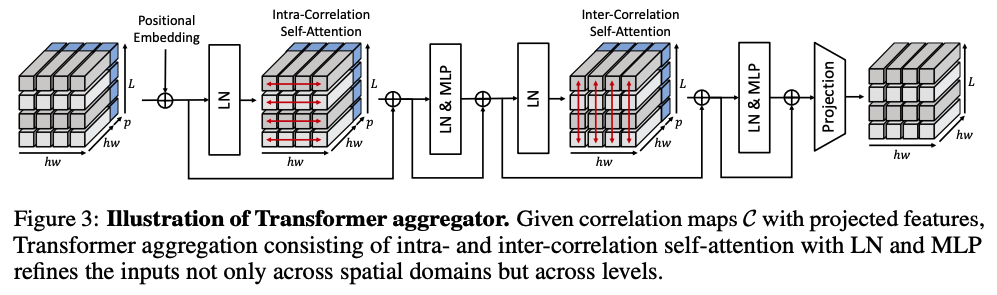 Positional
Embedding
Intra-Correlation
Self-Attention
Inter-Correlation
Self-Attention
L
p
hw
hw
LN
L
p
hw
hw
LN & MLP
LN
L
p
hw
hw
LN & MLP
Projection
L
hw
hw
Figure 3: Illustration of Transformer aggregator. Given correlation maps 𝒞 with projected features,
Transformer aggregation consisting of intra- and inter-correlation self-attention with LN and MLP
refines the inputs not only across spatial domains but across levels.